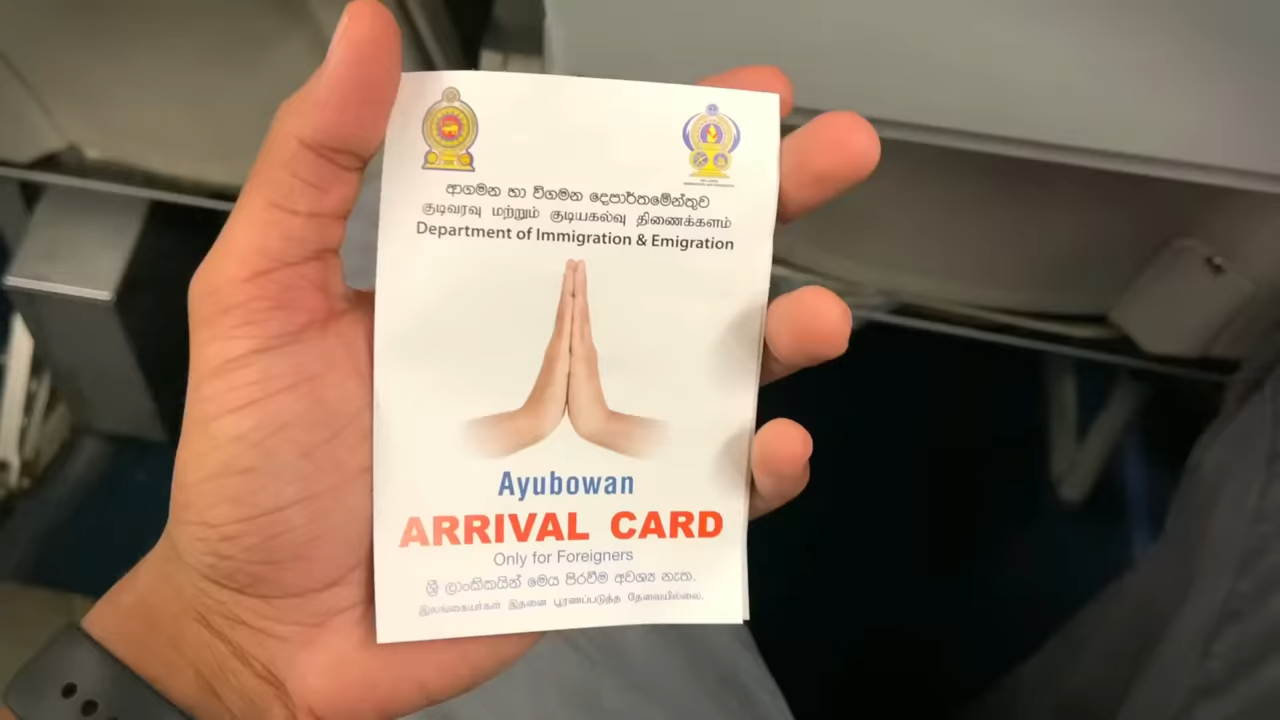 ආගමන හා විගමන දෙපාර්තමේන්තුව
குடிவரவு மற்றும் குடியகல்வு திணைக்களம்
Department of Immigration & Emigration
Ayubowan
ARRIVAL CARD
Only for Foreigners
ශ්‍රී ලාංකිකයින් මෙය පිරවීම අවශ්‍ය නැත.
இலங்கையர்கள் இதனை பூரணப்படுத்த தேவையில்லை.